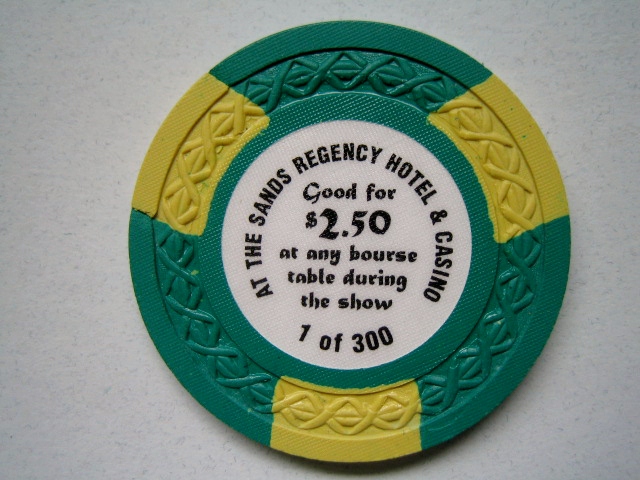 AT THE SANDS REGENCY HOTEL & CASINO
Good for
$2.50
at any bourse
table during
the show
1 of 300